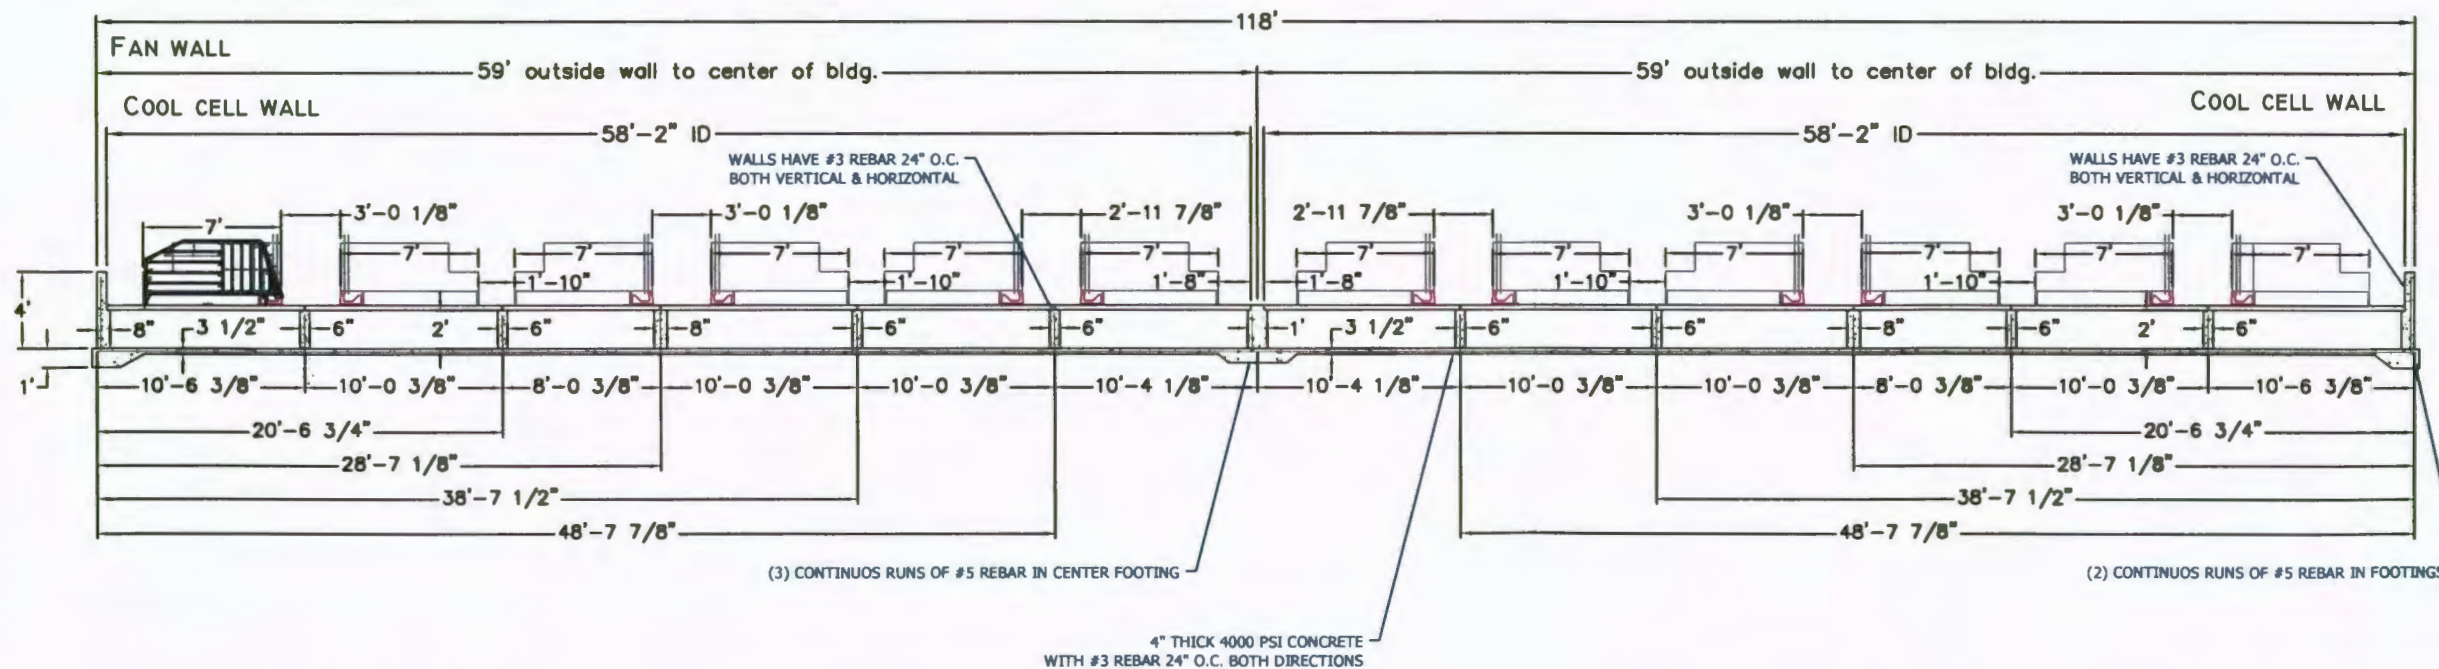 118'
FAN WALL
59' outside wall to center of bldg.
59' outside wall to center of bldg.
COOL CELL WALL
COOL CELL WALL
58'-2" ID
58'-2" ID
WALLS HAVE #3 REBAR 24" O.C.
BOTH VERTICAL & HORIZONTAL
WALLS HAVE #3 REBAR 24" O.C.
BOTH VERTICAL & HORIZONTAL
7' 3'-0 1/8" 3'-0 1/8" 2'-11 7/8" 2'-11 7/8" 3'-0 1/8" 3'-0 1/8"
7' 7' 7' 7' 7' 7' 7' 7' 7' 7' 7'
1'-10" 1'-10" 1'-8" 1'-8" 1'-10" 1'-10"
4' 8" 3 1/2" 6" 2' 6" 8" 6" 6" 1' 3 1/2" 6" 6" 8" 6" 2' 6"
1' 10'-6 3/8" 10'-0 3/8" 8'-0 3/8" 10'-0 3/8" 10'-0 3/8" 10'-4 1/8" 10'-4 1/8" 10'-0 3/8" 10'-0 3/8" 8'-0 3/8" 10'-0 3/8" 10'-6 3/8"
20'-6 3/4" 20'-6 3/4"
28'-7 1/8" 28'-7 1/8"
38'-7 1/2" 38'-7 1/2"
48'-7 7/8" 48'-7 7/8"
(3) CONTINUOS RUNS OF #5 REBAR IN CENTER FOOTING
(2) CONTINUOS RUNS OF #5 REBAR IN FOOTINGS
4" THICK 4000 PSI CONCRETE
WITH #3 REBAR 24" O.C. BOTH DIRECTIONS